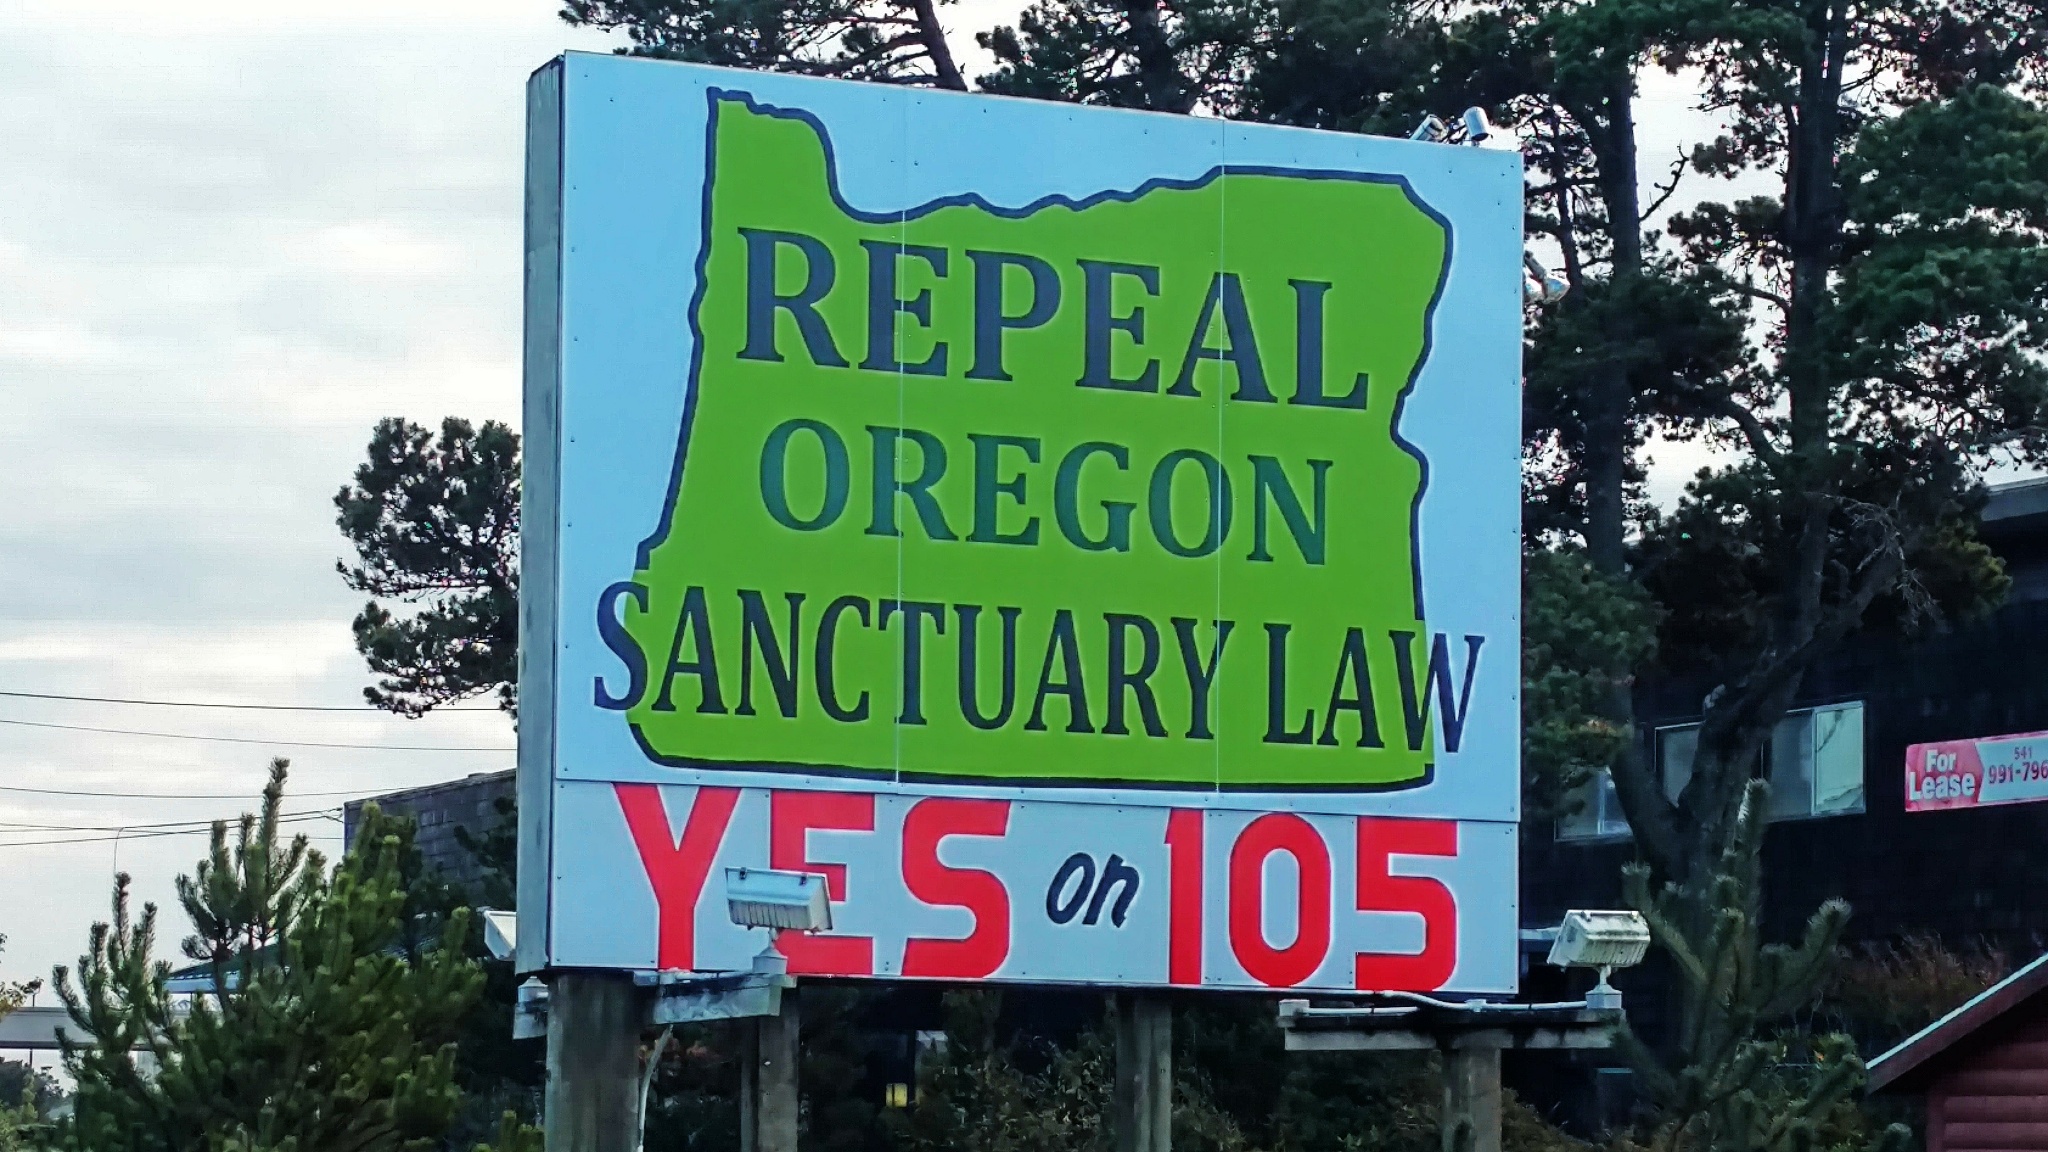 REPEAL
OREGON
SANCTUARY LAW
YES on 105
For
Lease
541
991-796